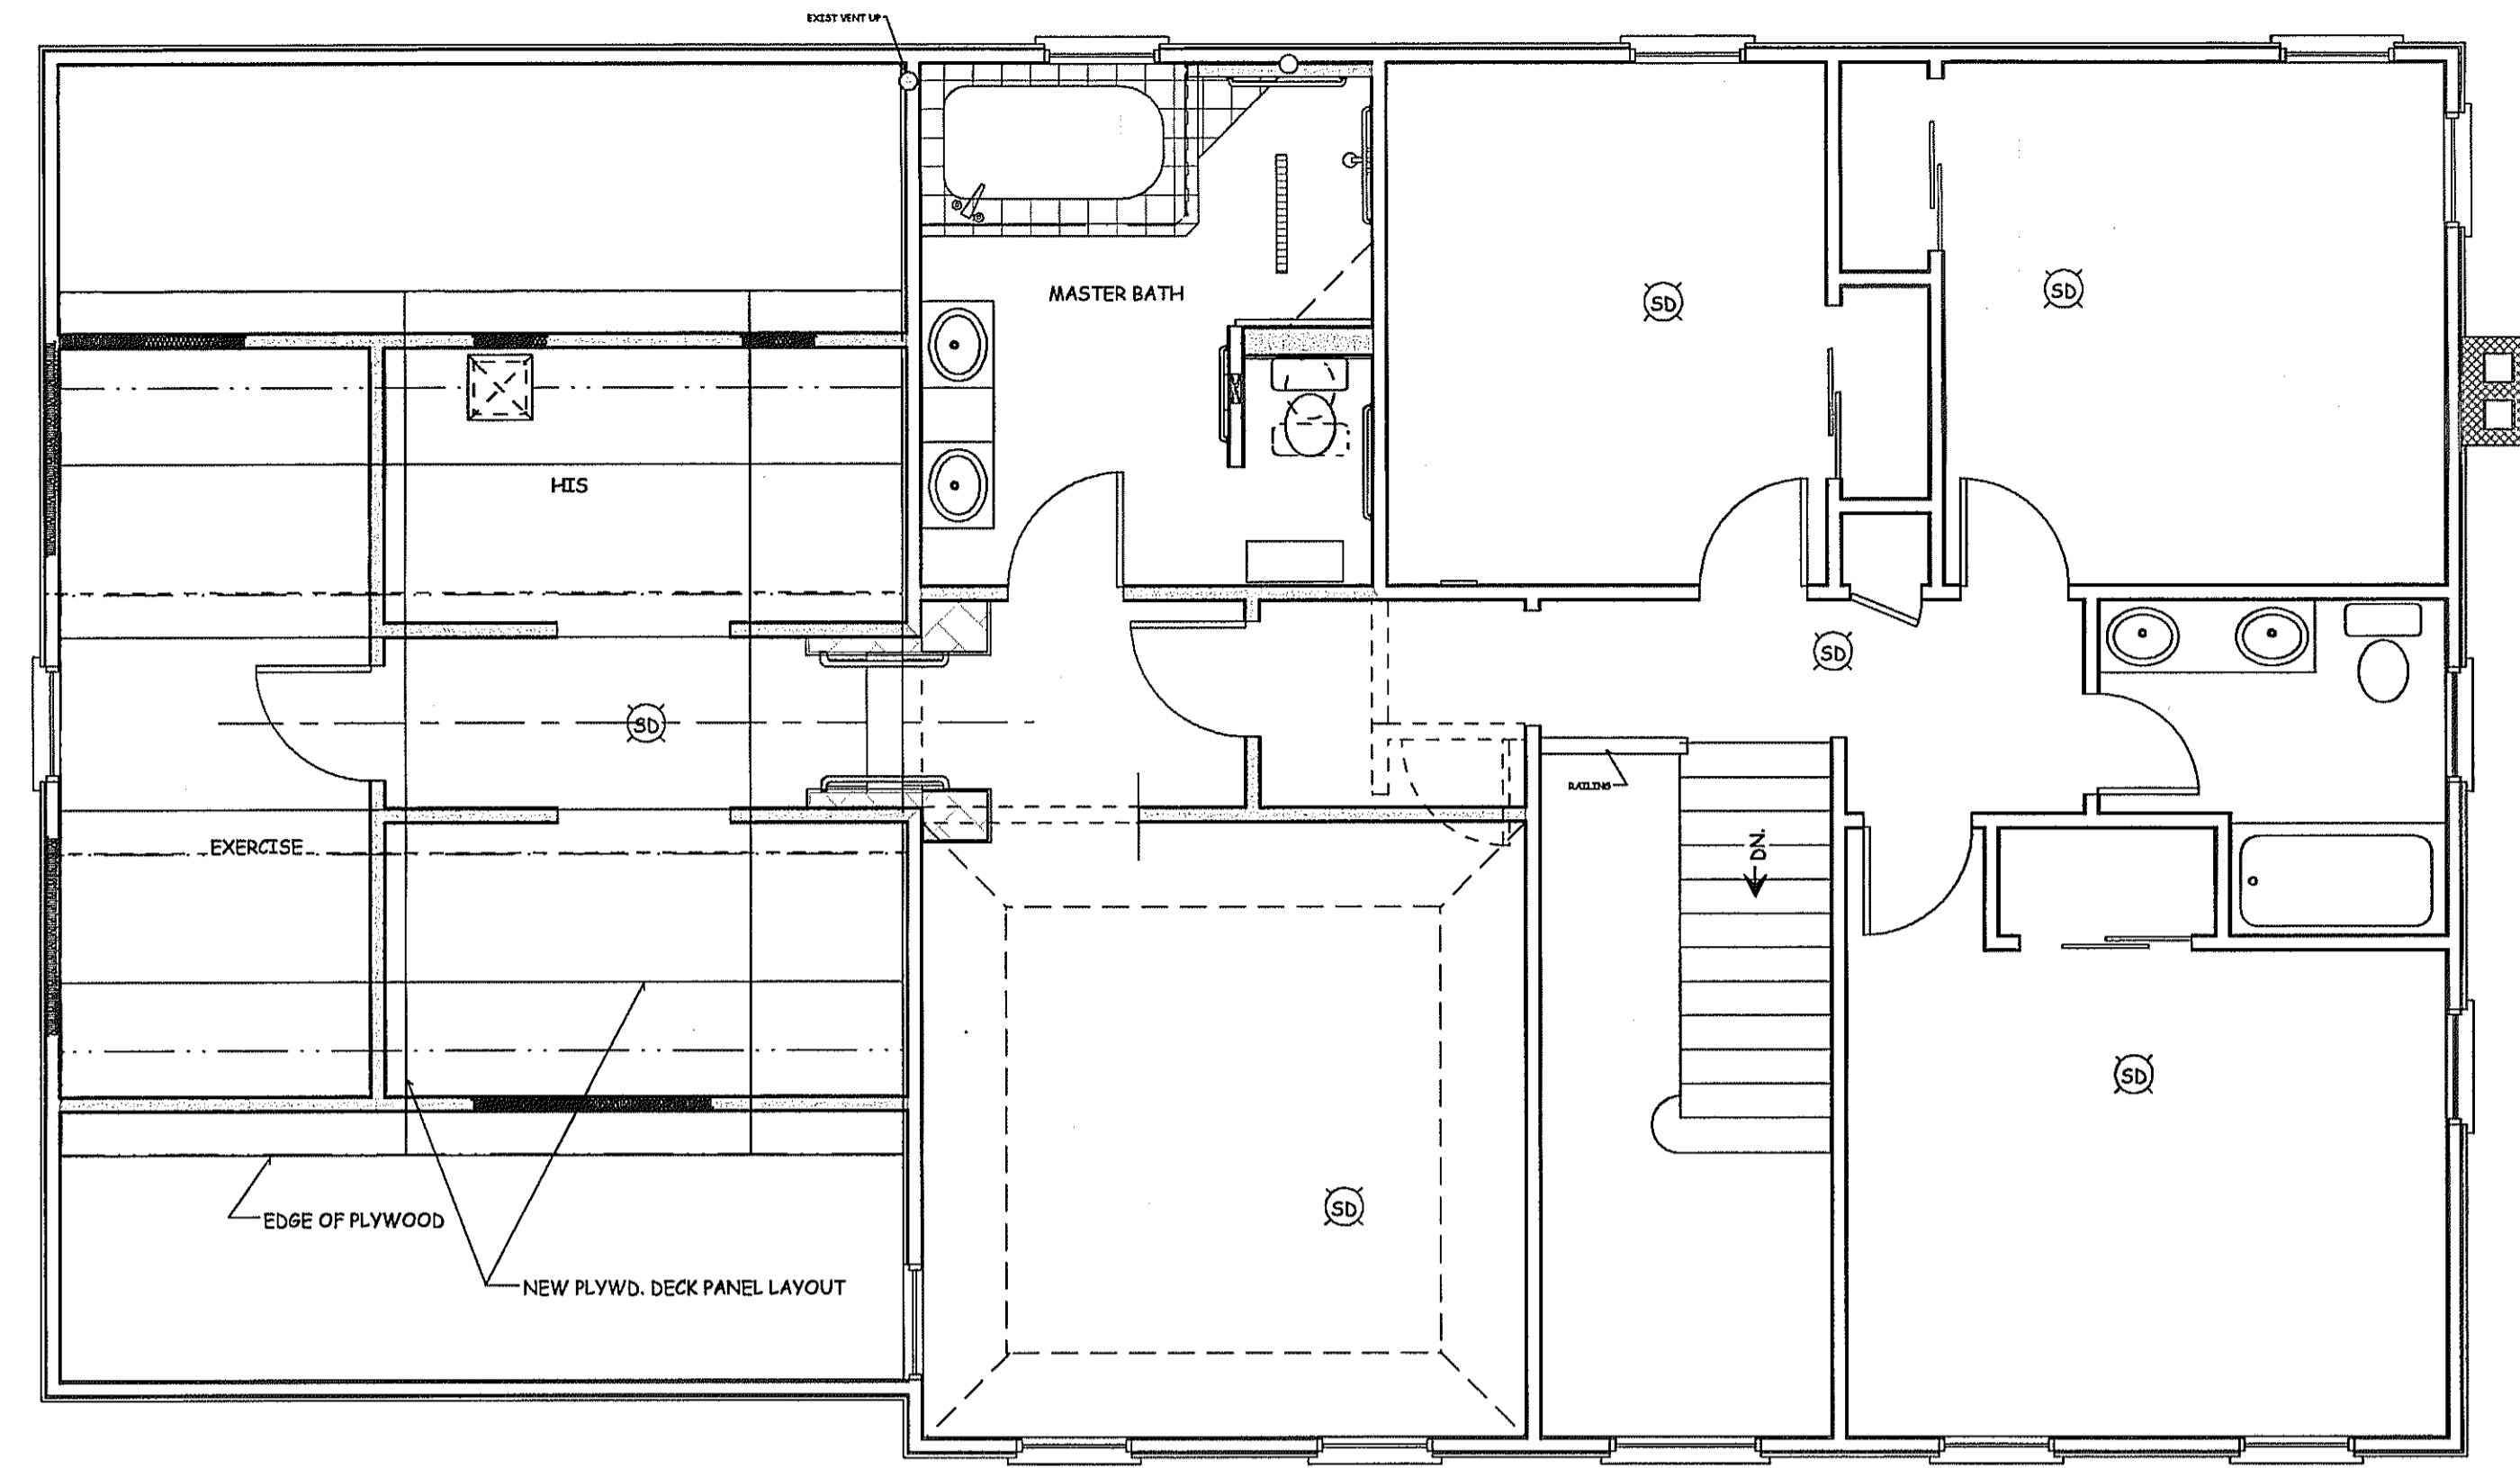 EXIST VENT UP
MASTER BATH
SD
SD
HIS
SD
SD
RAILING
DN.
EXERCISE
SD
SD
EDGE OF PLYWOOD
NEW PLYWD. DECK PANEL LAYOUT